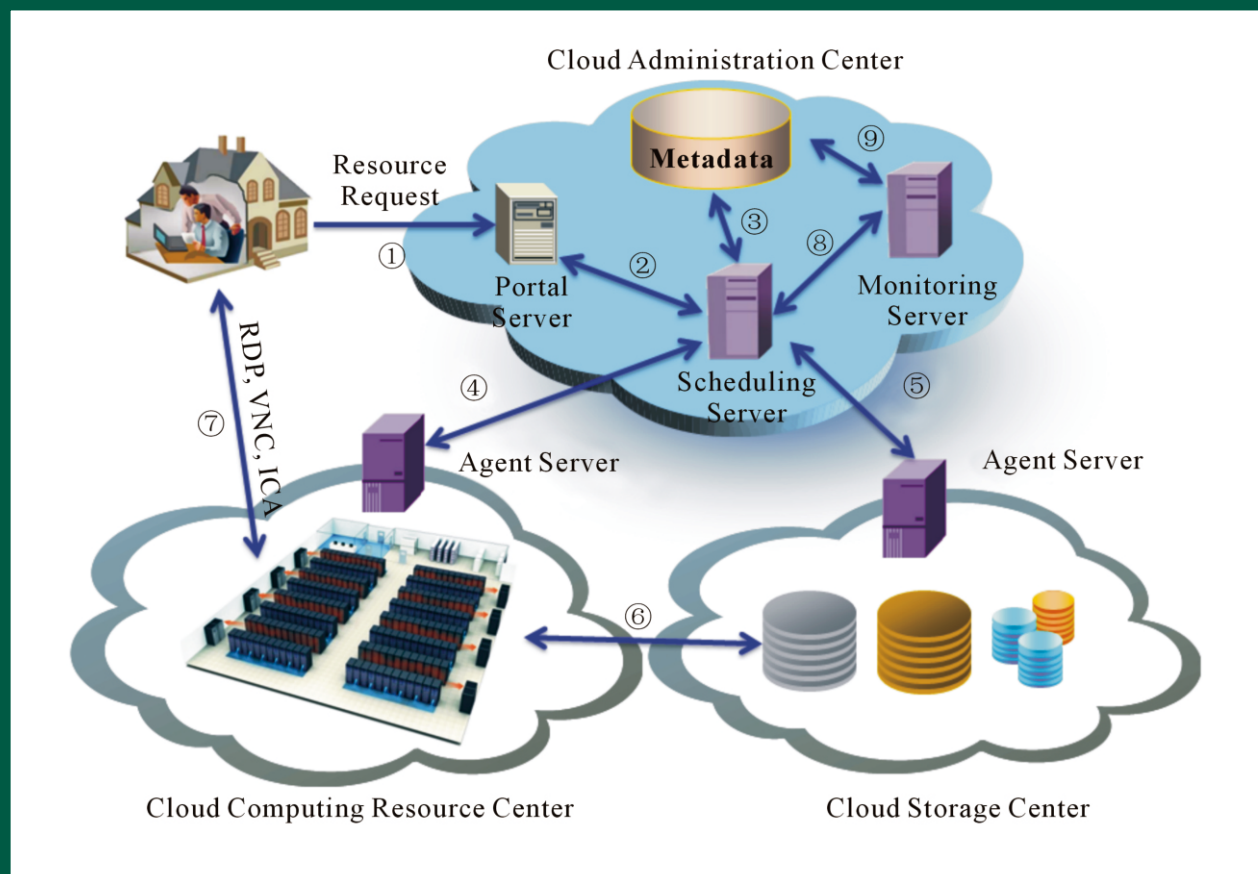 Cloud Administration Center
Metadata
⑨
Resource
Request
①
③
②
⑧
Portal
Server
Monitoring
Server
Scheduling
Server
④
⑤
⑦
RDP, VNC, ICA
Agent Server
Agent Server
⑥
Cloud Computing Resource Center
Cloud Storage Center